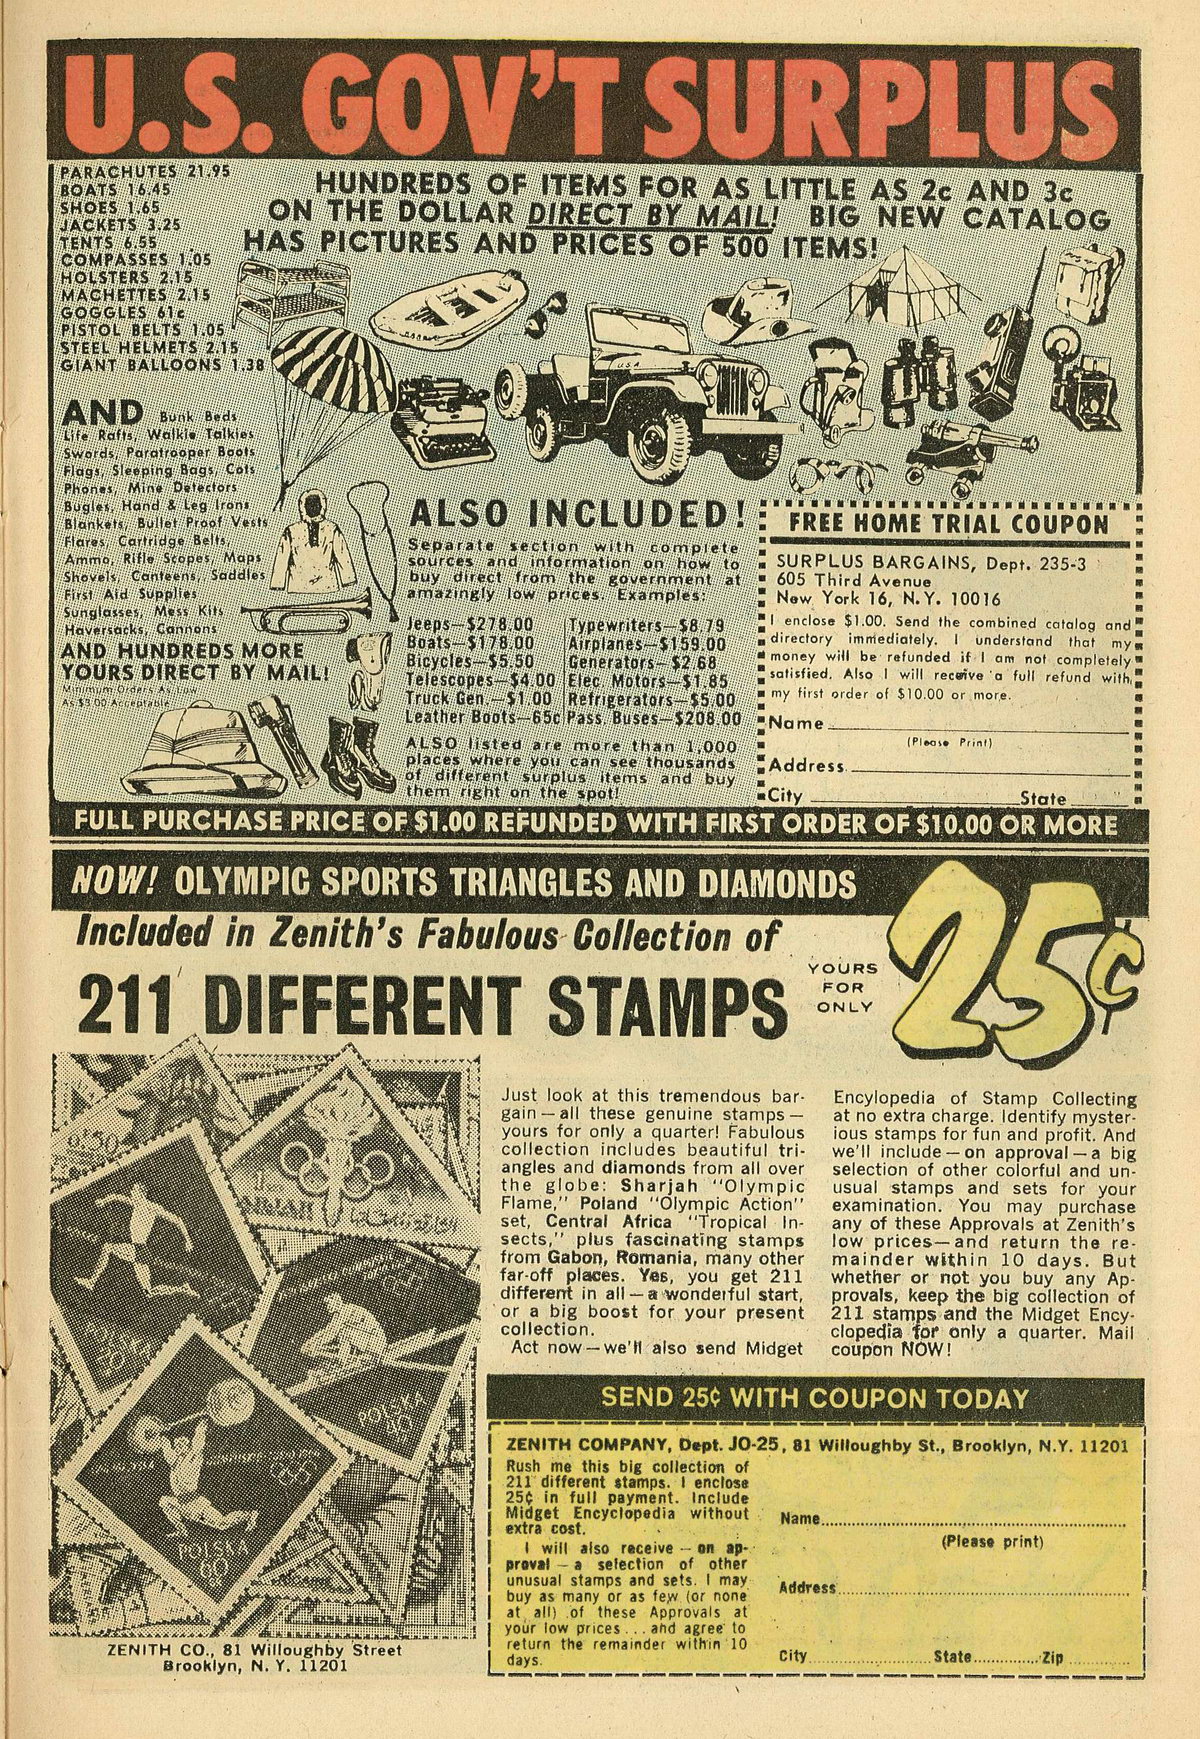 U.S. GOV'T SURPLUS
PARACHUTES 21.95
BOATS 16.45
SHOES 1.65
JACKETS 3.25
TENTS 6.55
COMPASSES 1.05
HOLSTERS 2.15
MACHETTES 2.15
GOGGLES 61c
PISTOL BELTS 1.05
STEEL HELMETS 2.15
GIANT BALLOONS 1.38
HUNDREDS OF ITEMS FOR AS LITTLE AS 2c AND 3c
ON THE DOLLAR DIRECT BY MAIL! BIG NEW CATALOG
HAS PICTURES AND PRICES OF 500 ITEMS!
U.S.A.
AND Bunk Beds
Life Rafts, Walkie Talkies
Swords, Paratrooper Boots
Flags, Sleeping Bags, Cots
Phones, Mine Detectors
Bugles, Hand & Leg Irons
Blankets, Bullet Proof Vests
Flares, Cartridge Belts,
Ammo, Rifle Scopes, Maps
Shovels, Canteens, Saddles
First Aid Supplies
Sunglasses, Mess Kits
Haversacks, Cannons
AND HUNDREDS MORE
YOURS DIRECT BY MAIL!
Minimum Orders As Low
As $3.00 Acceptable
ALSO INCLUDED!
Separate section with complete
sources and information on how to
buy direct from the government at
amazingly low prices. Examples:
Jeeps—$278.00
Boats—$178.00
Bicycles—$5.50
Telescopes—$4.00
Truck Gen.—$1.00
Leather Boots—65c
Typewriters—$8.79
Airplanes—$159.00
Generators—$2.68
Elec Motors—$1.85
Refrigerators—$5.00
Pass. Buses—$208.00
ALSO listed are more than 1,000
places where you can see thousands
of different surplus items and buy
them right on the spot!
FREE HOME TRIAL COUPON
SURPLUS BARGAINS, Dept. 235-3
605 Third Avenue
New York 16, N.Y. 10016
I enclose $1.00. Send the combined catalog and
directory immediately. I understand that my
money will be refunded if I am not completely
satisfied. Also I will receive a full refund with
my first order of $10.00 or more.
Name
(Please Print)
Address
City State
FULL PURCHASE PRICE OF $1.00 REFUNDED WITH FIRST ORDER OF $10.00 OR MORE
NOW! OLYMPIC SPORTS TRIANGLES AND DIAMONDS
Included in Zenith's Fabulous Collection of
211 DIFFERENT STAMPS
YOURS
FOR
ONLY
25¢
POLSKA
60
POLSKA
60
Just look at this tremendous bar-
gain—all these genuine stamps—
yours for only a quarter! Fabulous
collection includes beautiful tri-
angles and diamonds from all over
the globe: Sharjah "Olympic
Flame," Poland "Olympic Action"
set, Central Africa "Tropical In-
sects," plus fascinating stamps
from Gabon, Romania, many other
far-off places. Yes, you get 211
different in all—a wonderful start,
or a big boost for your present
collection.
Act now—we'll also send Midget
Encylopedia of Stamp Collecting
at no extra charge. Identify myster-
ious stamps for fun and profit. And
we'll include—on approval—a big
selection of other colorful and un-
usual stamps and sets for your
examination. You may purchase
any of these Approvals at Zenith's
low prices—and return the re-
mainder within 10 days. But
whether or not you buy any Ap-
provals, keep the big collection of
211 stamps and the Midget Ency-
clopedia for only a quarter. Mail
coupon NOW!
SEND 25¢ WITH COUPON TODAY
ZENITH COMPANY, Dept. JO-25, 81 Willoughby St., Brooklyn, N.Y. 11201
Rush me this big collection of
211 different stamps. I enclose
25¢ in full payment. Include
Midget Encyclopedia without
extra cost.
I will also receive — on ap-
proval — a selection of other
unusual stamps and sets. I may
buy as many or as few (or none
at all) of these Approvals at
your low prices...and agree to
return the remainder within 10
days.
Name
(Please print)
Address
City State Zip
ZENITH CO., 81 Willoughby Street
Brooklyn, N. Y. 11201